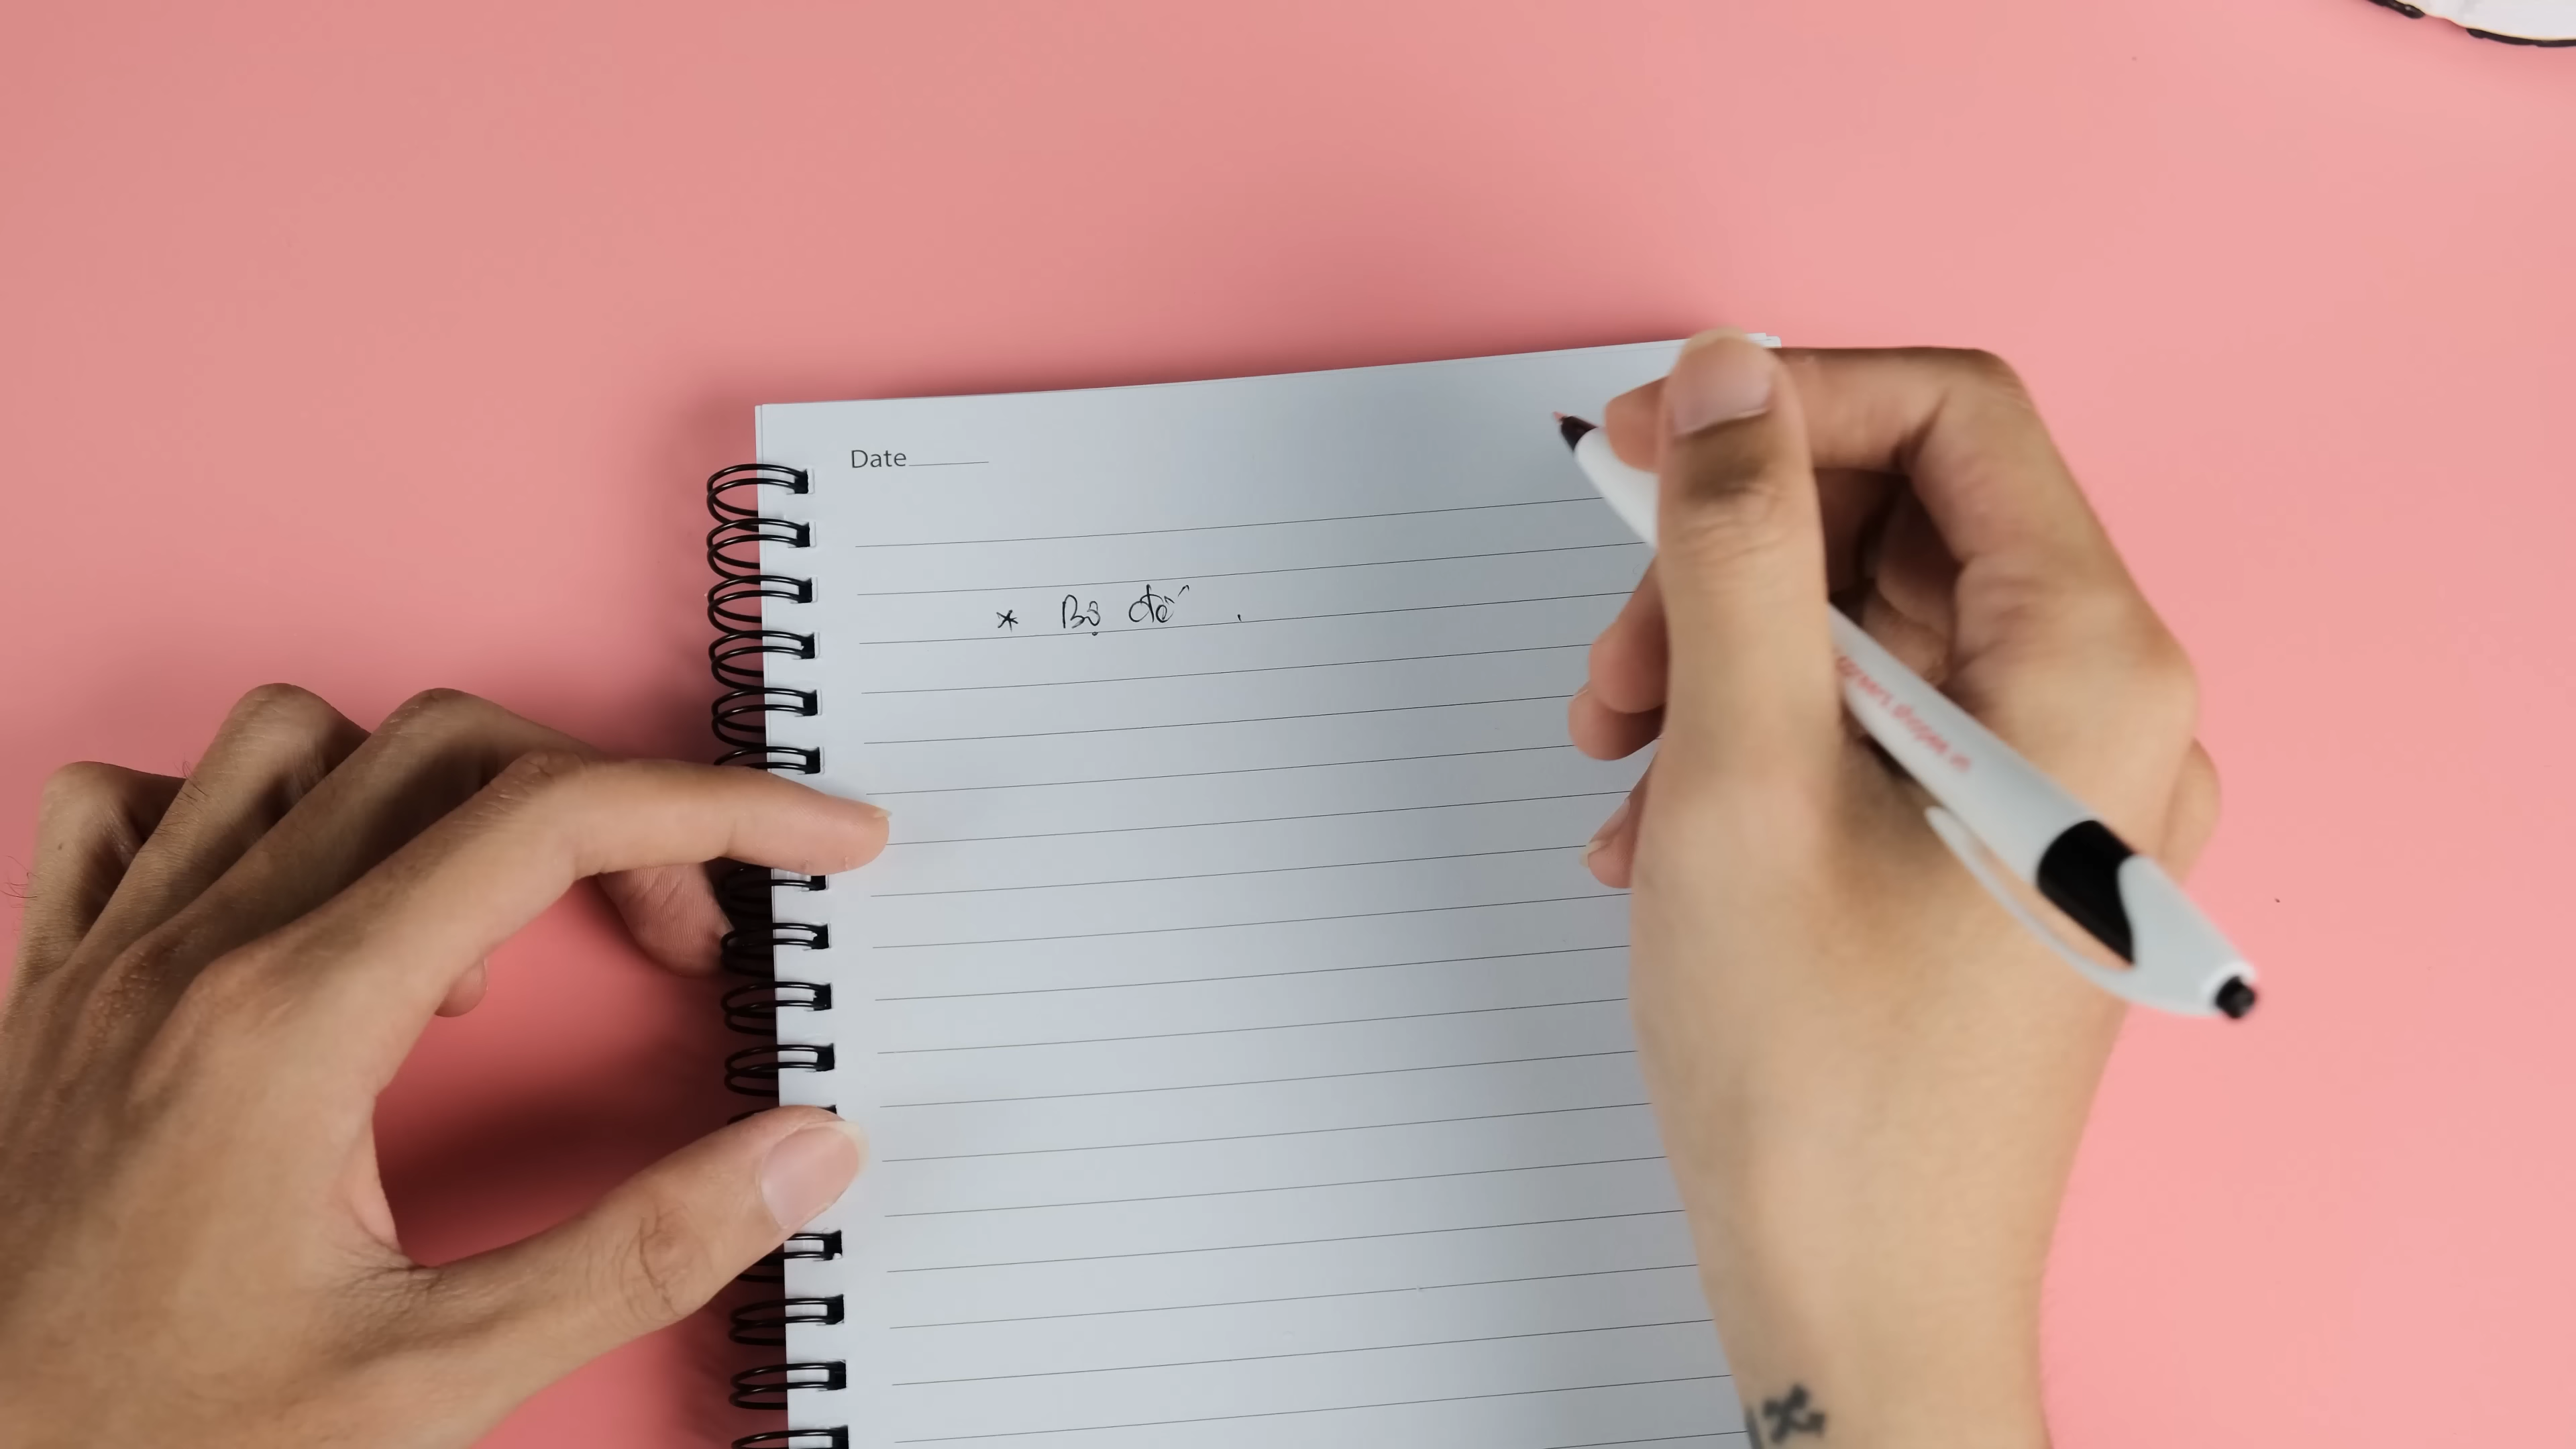 Date
* Bộ đề .